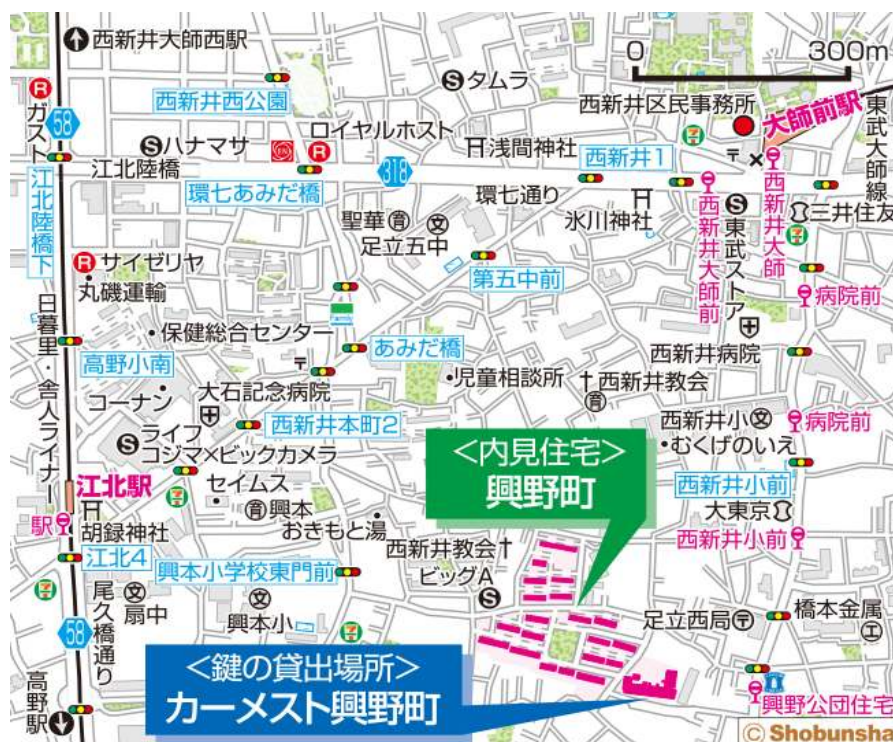 西新井大師西駅
0 300m
タムラ
西新井区民事務所
大師前駅
東武大師線
西新井西公園
ガスト
58
ハナマサ
ロイヤルホスト
浅間神社
西新井1
江北陸橋
318
環七あみだ橋
環七通り
氷川神社
西新井大師前
東武ストア
西新井大師
三井住友
江北陸橋下
聖華
足立五中
第五中前
サイゼリヤ
丸磯運輸
病院前
日暮里・舎人ライナー
保健総合センター
あみだ橋
西新井病院
高野小南
コーナン
大石記念病院
児童相談所
西新井教会
西新井本町2
西新井小
むくげのいえ
病院前
ライフ
コジマ×ビックカメラ
<内見住宅>
興野町
西新井小前
江北駅
セイムス
駅
胡録神社
興本
おきもと湯
大東京
西新井小前
江北4
興本小学校東門前
西新井教会
ビッグA
扇中
興本小
足立西局
橋本金属
尾久橋通り
58
<鍵の貸出場所>
カーメスト興野町
興野公団住宅
高野駅
© Shobunsha